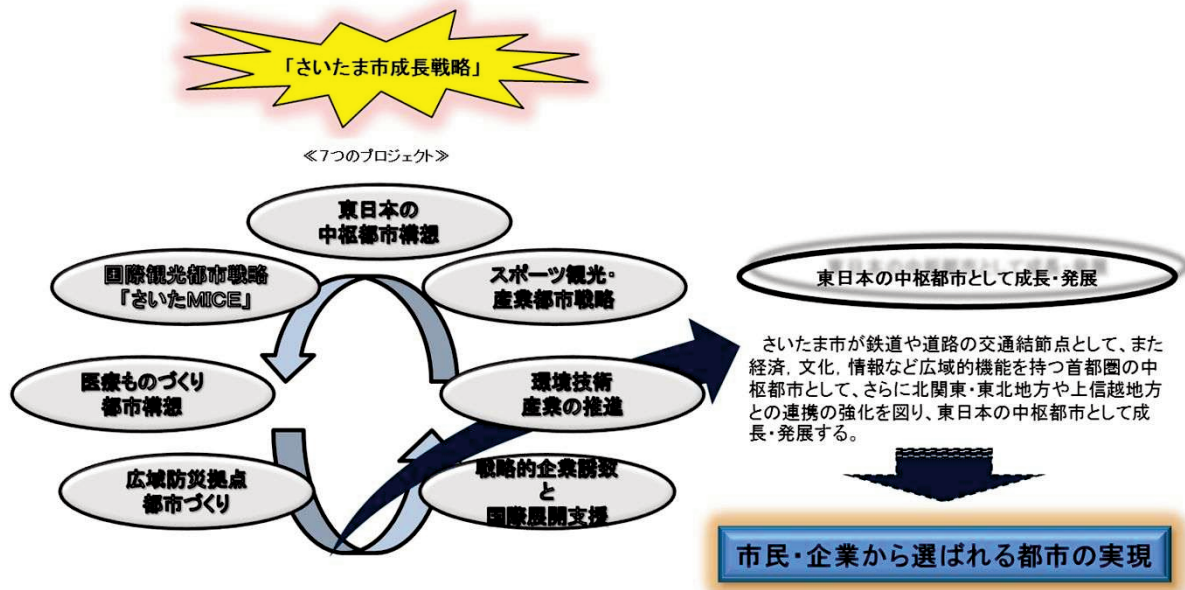 「さいたま市成長戦略」
≪7つのプロジェクト≫
東日本の
中枢都市構想
国際観光都市戦略
「さいたMICE」
スポーツ観光・
産業都市戦略
医療ものづくり
都市構想
環境技術
産業の推進
広域防災拠点
都市づくり
戦略的企業誘致
と
国際展開支援
東日本の中枢都市として成長・発展
さいたま市が鉄道や道路の交通結節点として、また
経済，文化，情報など広域的機能を持つ首都圏の中
枢都市として、さらに北関東・東北地方や上信越地方
との連携の強化を図り、東日本の中枢都市として成
長・発展する。
市民・企業から選ばれる都市の実現